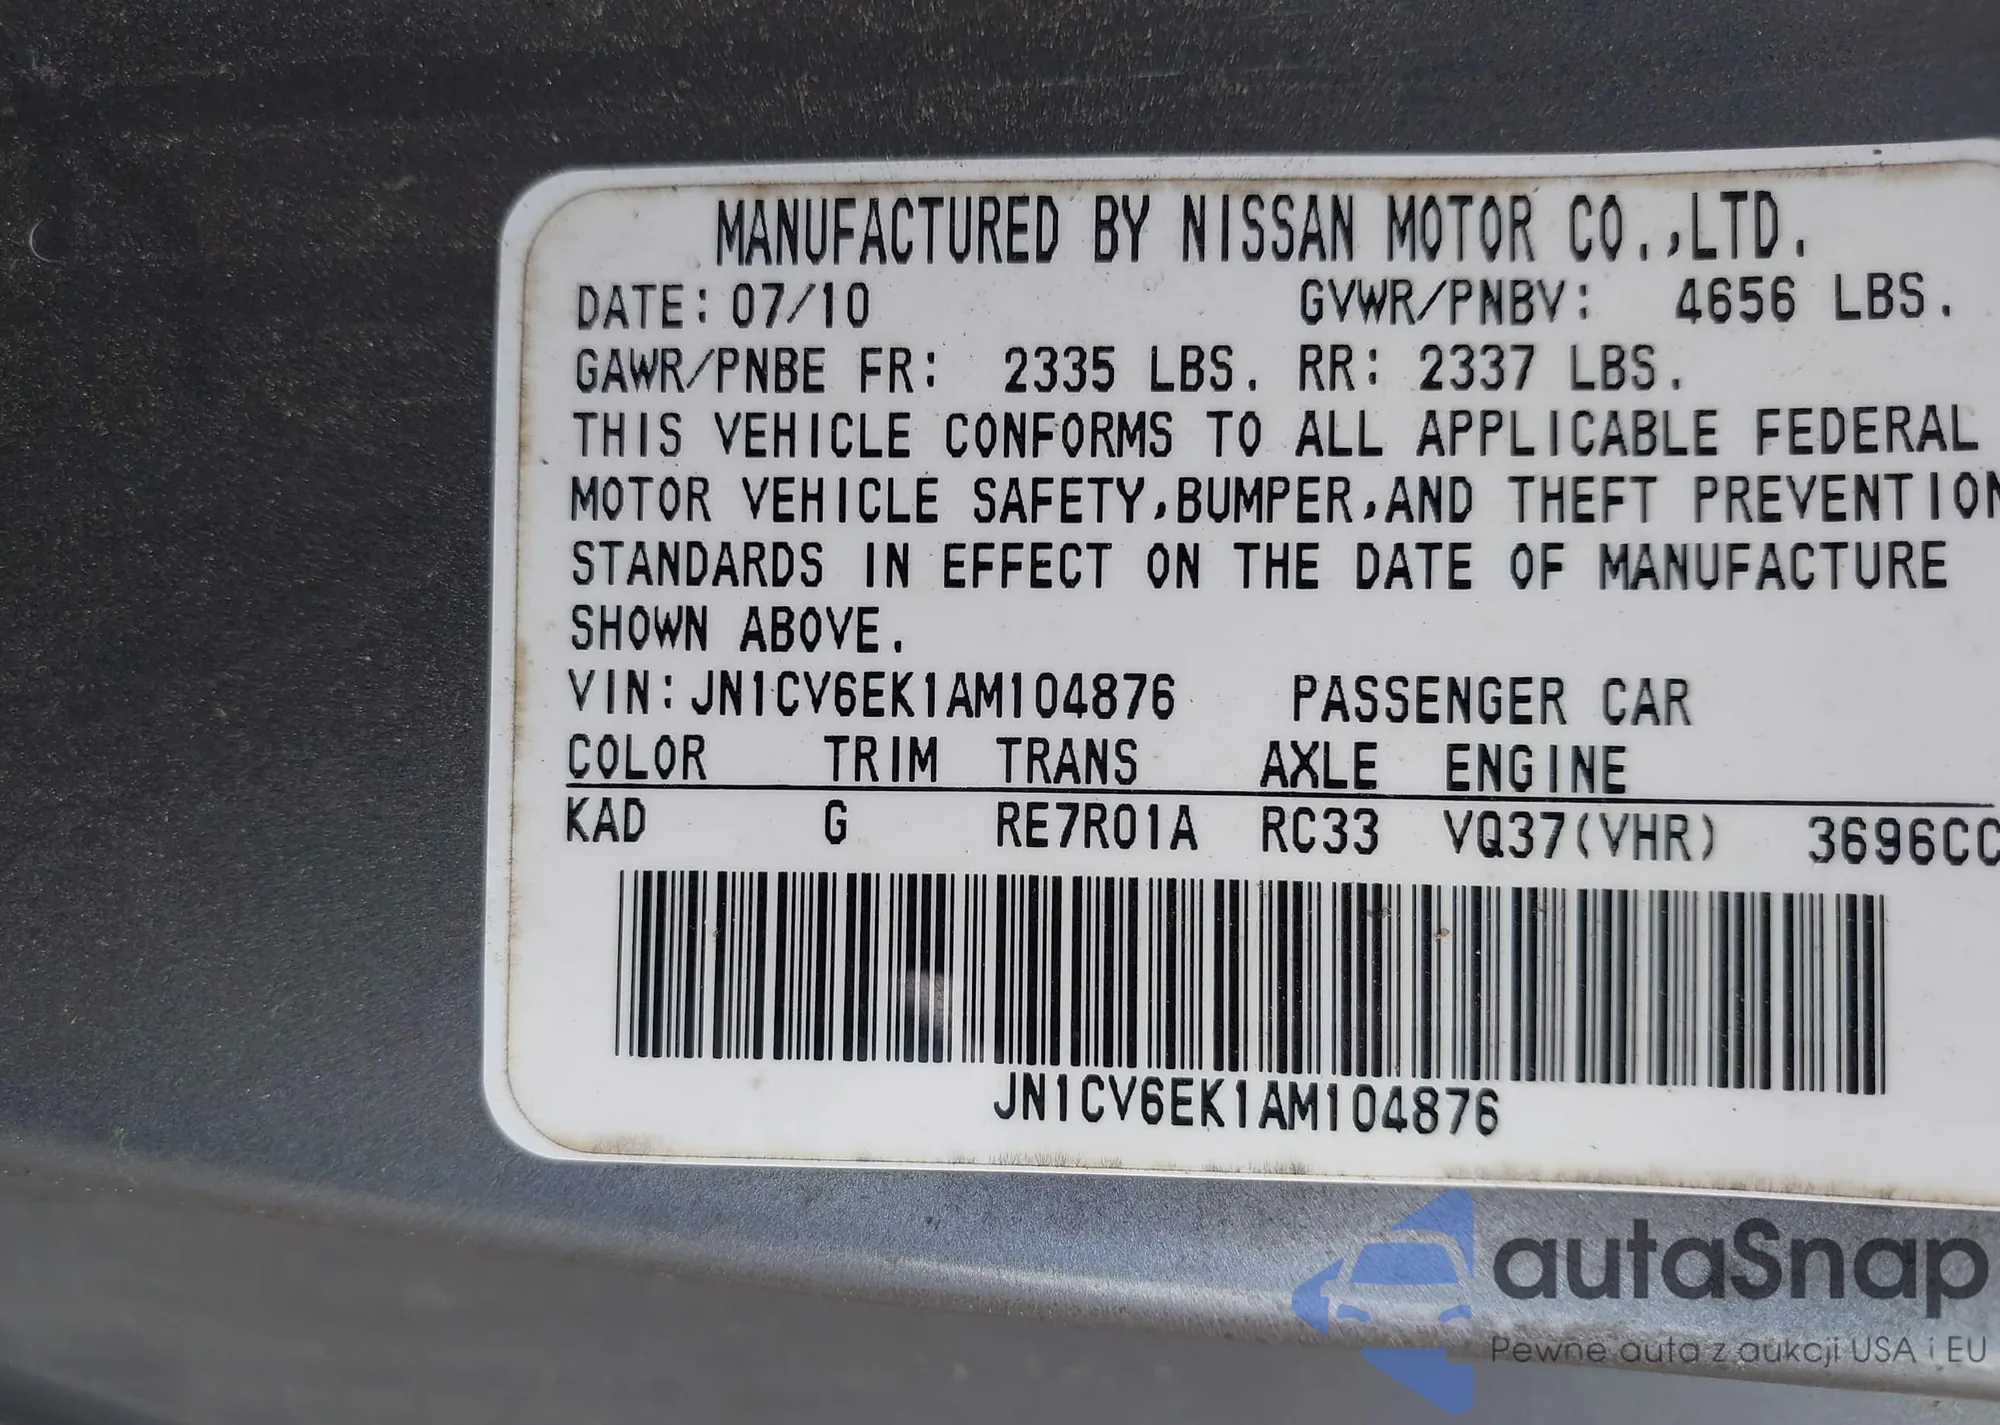 MANUFACTURED BY NISSAN MOTOR CO.,LTD.
DATE: 07/10 GVWR/PNBV: 4656 LBS.
GAWR/PNBE FR: 2335 LBS. RR: 2337 LBS.
THIS VEHICLE CONFORMS TO ALL APPLICABLE FEDERAL
MOTOR VEHICLE SAFETY,BUMPER,AND THEFT PREVENTION
STANDARDS IN EFFECT ON THE DATE OF MANUFACTURE
SHOWN ABOVE.
VIN: JN1CV6EK1AM104876 PASSENGER CAR
COLOR TRIM TRANS AXLE ENGINE
KAD G RE7R01A RC33 VQ37(VHR) 3696CC
JN1CV6EK1AM104876
autaSnap
Pewne auta z aukcji USA i EU